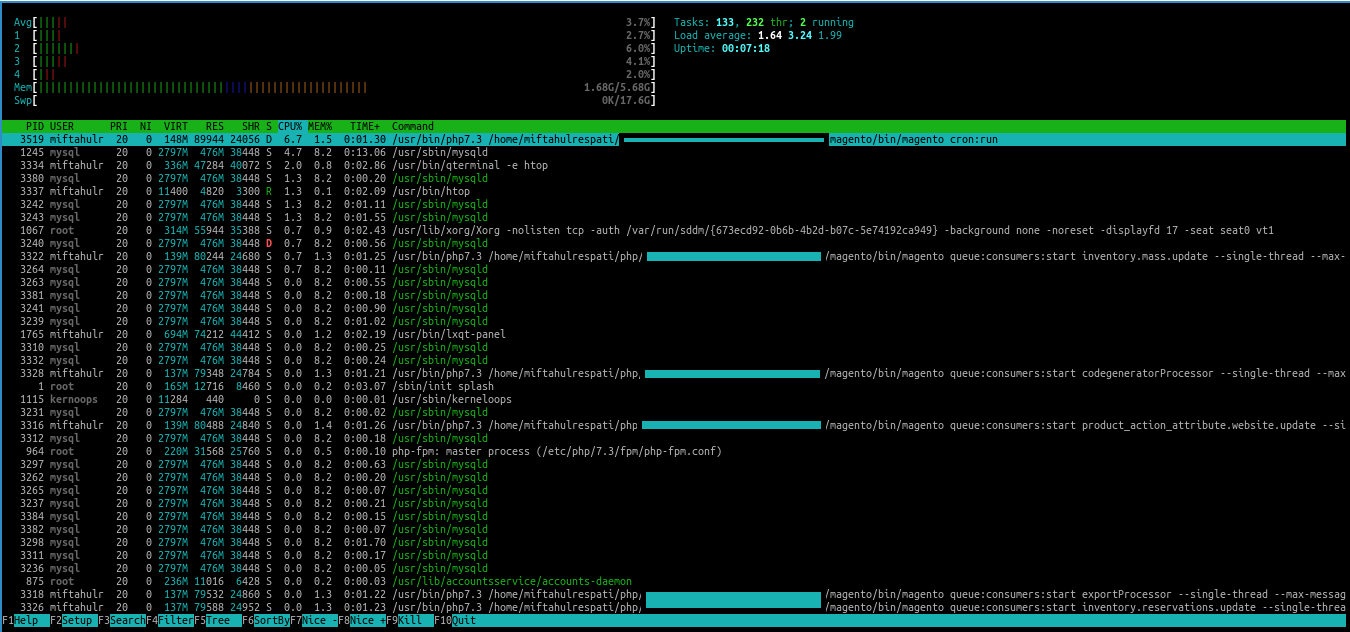 Avg[||||| 3.7%] Tasks: 133, 232 thr; 2 running
1 [|||| 2.7%] Load average: 1.64 3.24 1.99
2 [||||||| 6.0%] Uptime: 00:07:18
3 [||||| 4.1%]
4 [||| 2.0%]
Mem[||||||||||||||||||||||||||||||||||||||||||||||||||||||| 1.68G/5.68G]
Swp[ 0K/17.6G]
PID USER PRI NI VIRT RES SHR S CPU% MEM% TIME+ Command
3519 miftahulr 20 0 148M 89944 24056 D 6.7 1.5 0:01.30 /usr/bin/php7.3 /home/miftahulrespati/ magento/bin/magento cron:run
1245 mysql 20 0 2797M 476M 38448 S 4.7 8.2 0:13.06 /usr/sbin/mysqld
3334 miftahulr 20 0 336M 47284 40072 S 2.0 0.8 0:02.86 /usr/bin/qterminal -e htop
3380 mysql 20 0 2797M 476M 38448 S 1.3 8.2 0:00.20 /usr/sbin/mysqld
3337 miftahulr 20 0 11400 4820 3300 R 1.3 0.1 0:02.09 /usr/bin/htop
3242 mysql 20 0 2797M 476M 38448 S 1.3 8.2 0:01.11 /usr/sbin/mysqld
3243 mysql 20 0 2797M 476M 38448 S 1.3 8.2 0:01.55 /usr/sbin/mysqld
1067 root 20 0 314M 55944 35388 S 0.7 0.9 0:02.43 /usr/lib/xorg/Xorg -nolisten tcp -auth /var/run/sddm/{673ecd92-0b6b-4b2d-b07c-5e74192ca949} -background none -noreset -displayfd 17 -seat seat0 vt1
3240 mysql 20 0 2797M 476M 38448 D 0.7 8.2 0:00.56 /usr/sbin/mysqld
3322 miftahulr 20 0 139M 80244 24680 S 0.7 1.3 0:01.25 /usr/bin/php7.3 /home/miftahulrespati/php/ /magento/bin/magento queue:consumers:start inventory.mass.update --single-thread --max-
3264 mysql 20 0 2797M 476M 38448 S 0.7 8.2 0:00.11 /usr/sbin/mysqld
3263 mysql 20 0 2797M 476M 38448 S 0.0 8.2 0:00.55 /usr/sbin/mysqld
3381 mysql 20 0 2797M 476M 38448 S 0.0 8.2 0:00.18 /usr/sbin/mysqld
3241 mysql 20 0 2797M 476M 38448 S 0.0 8.2 0:00.90 /usr/sbin/mysqld
3239 mysql 20 0 2797M 476M 38448 S 0.0 8.2 0:01.02 /usr/sbin/mysqld
1765 miftahulr 20 0 694M 74212 44412 S 0.0 1.2 0:02.19 /usr/bin/lxqt-panel
3310 mysql 20 0 2797M 476M 38448 S 0.0 8.2 0:00.25 /usr/sbin/mysqld
3332 mysql 20 0 2797M 476M 38448 S 0.0 8.2 0:00.24 /usr/sbin/mysqld
3328 miftahulr 20 0 137M 79348 24784 S 0.0 1.3 0:01.21 /usr/bin/php7.3 /home/miftahulrespati/php, /magento/bin/magento queue:consumers:start codegeneratorProcessor --single-thread --max
1 root 20 0 165M 12716 8460 S 0.0 0.2 0:03.07 /sbin/init splash
1115 kernoops 20 0 11284 440 0 S 0.0 0.0 0:00.01 /usr/sbin/kerneloops
3231 mysql 20 0 2797M 476M 38448 S 0.0 8.2 0:00.02 /usr/sbin/mysqld
3316 miftahulr 20 0 139M 80488 24840 S 0.0 1.4 0:01.26 /usr/bin/php7.3 /home/miftahulrespati/php /magento/bin/magento queue:consumers:start product_action_attribute.website.update --si
3312 mysql 20 0 2797M 476M 38448 S 0.0 8.2 0:00.18 /usr/sbin/mysqld
964 root 20 0 220M 31568 25760 S 0.0 0.5 0:00.10 php-fpm: master process (/etc/php/7.3/fpm/php-fpm.conf)
3297 mysql 20 0 2797M 476M 38448 S 0.0 8.2 0:00.63 /usr/sbin/mysqld
3262 mysql 20 0 2797M 476M 38448 S 0.0 8.2 0:00.20 /usr/sbin/mysqld
3265 mysql 20 0 2797M 476M 38448 S 0.0 8.2 0:00.07 /usr/sbin/mysqld
3237 mysql 20 0 2797M 476M 38448 S 0.0 8.2 0:00.21 /usr/sbin/mysqld
3384 mysql 20 0 2797M 476M 38448 S 0.0 8.2 0:00.15 /usr/sbin/mysqld
3382 mysql 20 0 2797M 476M 38448 S 0.0 8.2 0:00.07 /usr/sbin/mysqld
3298 mysql 20 0 2797M 476M 38448 S 0.0 8.2 0:01.70 /usr/sbin/mysqld
3311 mysql 20 0 2797M 476M 38448 S 0.0 8.2 0:00.17 /usr/sbin/mysqld
3236 mysql 20 0 2797M 476M 38448 S 0.0 8.2 0:00.05 /usr/sbin/mysqld
875 root 20 0 236M 11016 6428 S 0.0 0.2 0:00.03 /usr/lib/accountsservice/accounts-daemon
3318 miftahulr 20 0 137M 79532 24860 S 0.0 1.3 0:01.22 /usr/bin/php7.3 /home/miftahulrespati/php/ /magento/bin/magento queue:consumers:start exportProcessor --single-thread --max-messag
3326 miftahulr 20 0 137M 79588 24952 S 0.0 1.3 0:01.23 /usr/bin/php7.3 /home/miftahulrespati/php, /magento/bin/magento queue:consumers:start inventory.reservations.update --single-threa
F1Help F2Setup F3SearchF4FilterF5Tree F6SortByF7Nice -F8Nice +F9Kill F10Quit